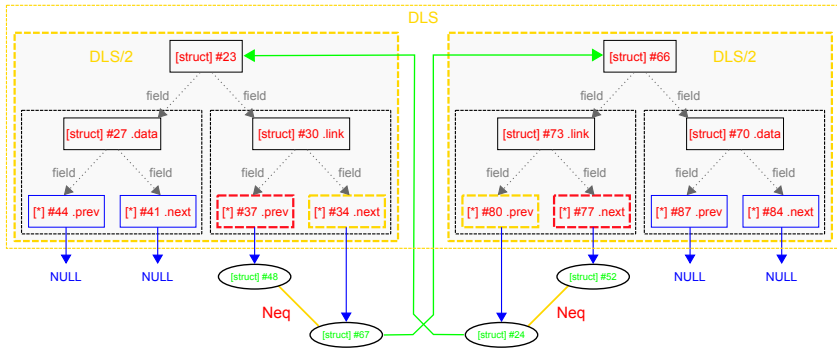 DLS
DLS/2
[struct] #23
[struct] #66
DLS/2
field
field
field
field
[struct] #27 .data
[struct] #30 .link
[struct] #73 .link
[struct] #70 .data
field
field
field
field
field
field
field
field
[*] #44 .prev
[*] #41 .next
[*] #37 .prev
[*] #34 .next
[*] #80 .prev
[*] #77 .next
[*] #87 .prev
[*] #84 .next
NULL
NULL
[struct] #48
[struct] #52
NULL
NULL
Neq
Neq
[struct] #67
[struct] #24